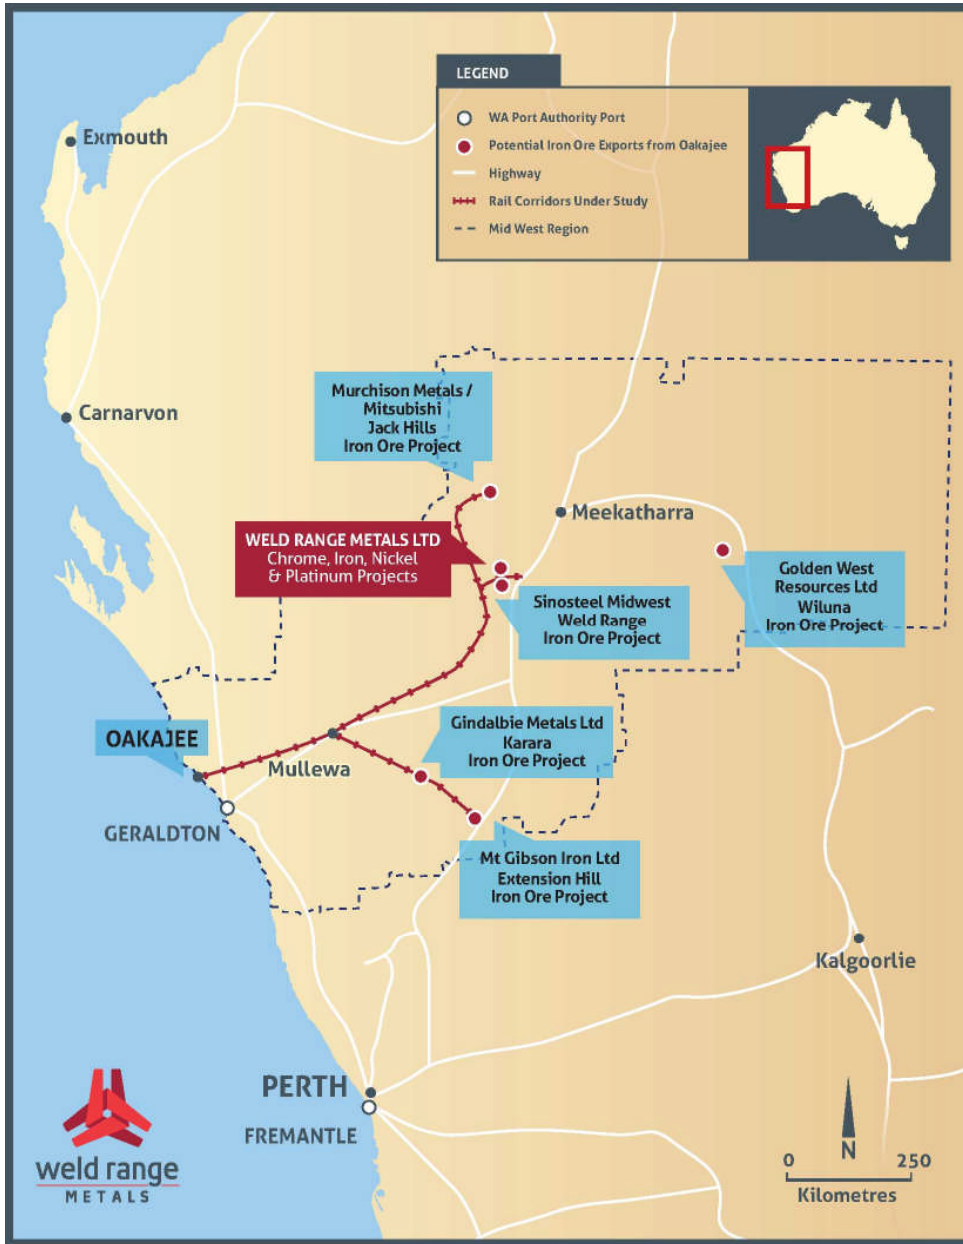 LEGEND
WA Port Authority Port
Potential Iron Ore Exports from Oakajee
Highway
Rail Corridors Under Study
Mid West Region
Exmouth
Carnarvon
Murchison Metals /
Mitsubishi
Jack Hills
Iron Ore Project
Meekatharra
WELD RANGE METALS LTD
Chrome, Iron, Nickel
& Platinum Projects
Golden West
Resources Ltd
Wiluna
Iron Ore Project
Sinosteel Midwest
Weld Range
Iron Ore Project
OAKAJEE
Gindalbie Metals Ltd
Karara
Iron Ore Project
Mullewa
GERALDTON
Mt Gibson Iron Ltd
Extension Hill
Iron Ore Project
Kalgoorlie
PERTH
FREMANTLE
weld range
METALS
N
0 250
Kilometres